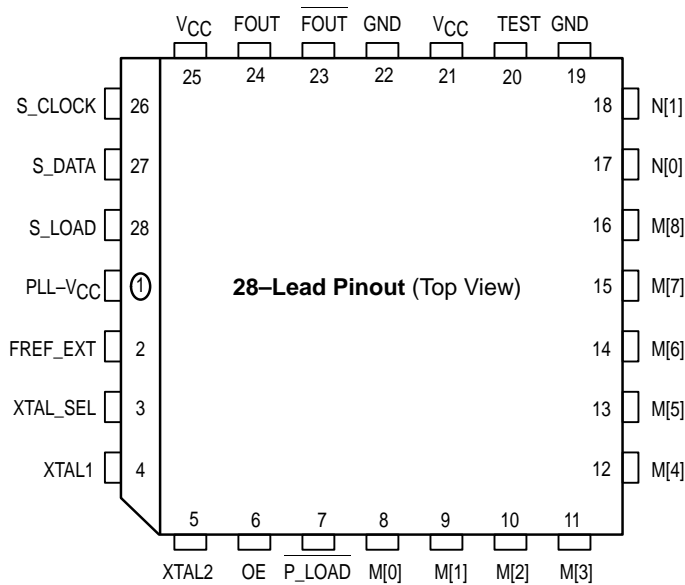 VCC FOUT FOUT GND VCC TEST GND
25 24 23 22 21 20 19
S_CLOCK 26 18 N[1]
S_DATA 27 17 N[0]
S_LOAD 28 16 M[8]
PLL–VCC 1 28–Lead Pinout (Top View) 15 M[7]
FREF_EXT 2 14 M[6]
XTAL_SEL 3 13 M[5]
XTAL1 4 12 M[4]
5 6 7 8 9 10 11
XTAL2 OE P_LOAD M[0] M[1] M[2] M[3]